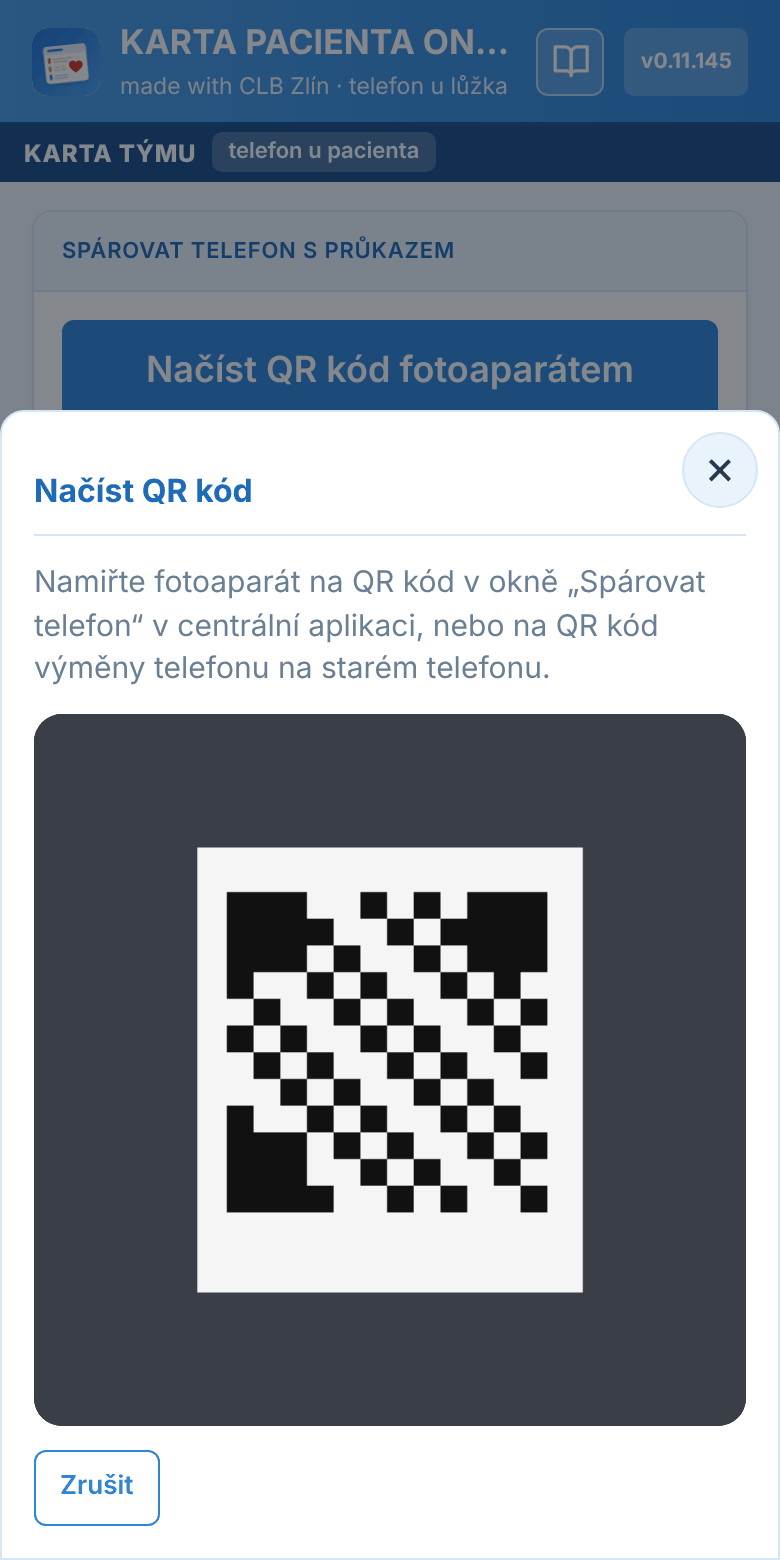 KARTA PACIENTA ON...
made with CLB Zlín · telefon u lůžka
v0.11.145
KARTA TÝMU
telefon u pacienta
SPÁROVAT TELEFON S PRŮKAZEM
Načíst QR kód fotoaparátem
Načíst QR kód
Namiřte fotoaparát na QR kód v okně „Spárovat
telefon“ v centrální aplikaci, nebo na QR kód
výměny telefonu na starém telefonu.
Zrušit